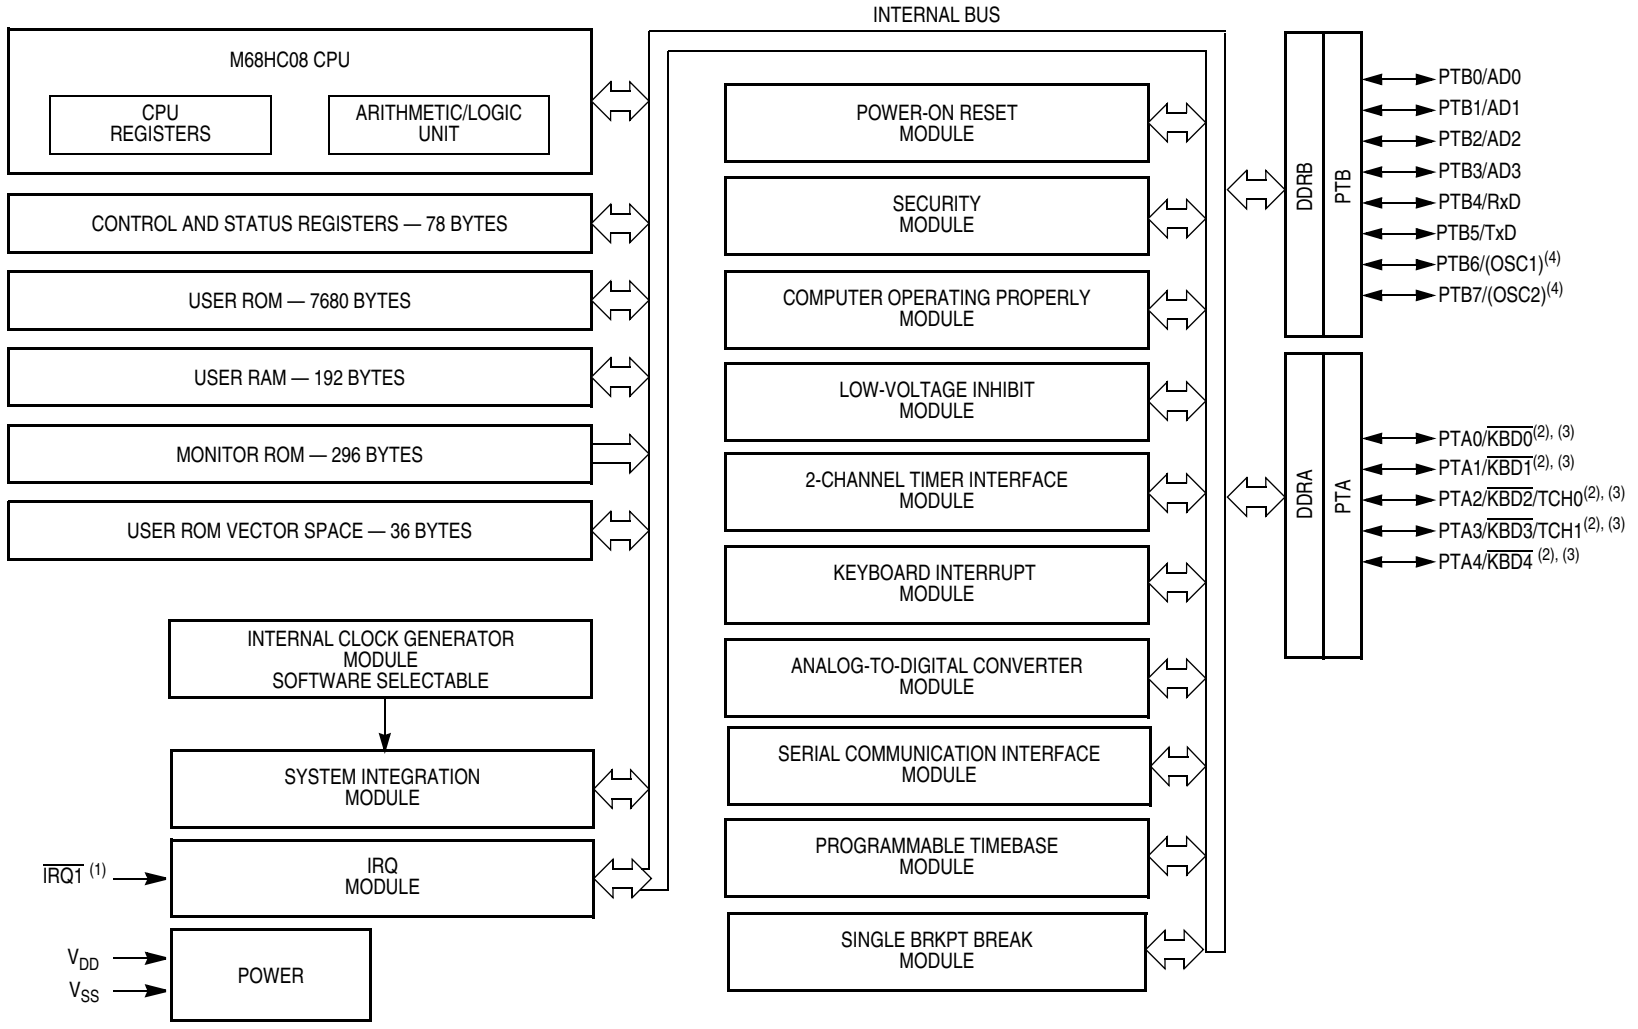 INTERNAL BUS
M68HC08 CPU
CPU
REGISTERS
ARITHMETIC/LOGIC
UNIT
CONTROL AND STATUS REGISTERS — 78 BYTES
USER ROM — 7680 BYTES
USER RAM — 192 BYTES
MONITOR ROM — 296 BYTES
USER ROM VECTOR SPACE — 36 BYTES
INTERNAL CLOCK GENERATOR
MODULE
SOFTWARE SELECTABLE
SYSTEM INTEGRATION
MODULE
IRQ1 (1)
IRQ
MODULE
VDD
VSS
POWER
POWER-ON RESET
MODULE
SECURITY
MODULE
COMPUTER OPERATING PROPERLY
MODULE
LOW-VOLTAGE INHIBIT
MODULE
2-CHANNEL TIMER INTERFACE
MODULE
KEYBOARD INTERRUPT
MODULE
ANALOG-TO-DIGITAL CONVERTER
MODULE
SERIAL COMMUNICATION INTERFACE
MODULE
PROGRAMMABLE TIMEBASE
MODULE
SINGLE BRKPT BREAK
MODULE
DDRB
PTB
PTB0/AD0
PTB1/AD1
PTB2/AD2
PTB3/AD3
PTB4/RxD
PTB5/TxD
PTB6/(OSC1)(4)
PTB7/(OSC2)(4)
DDRA
PTA
PTA0/KBD0(2), (3)
PTA1/KBD1(2), (3)
PTA2/KBD2/TCH0(2), (3)
PTA3/KBD3/TCH1(2), (3)
PTA4/KBD4 (2), (3)